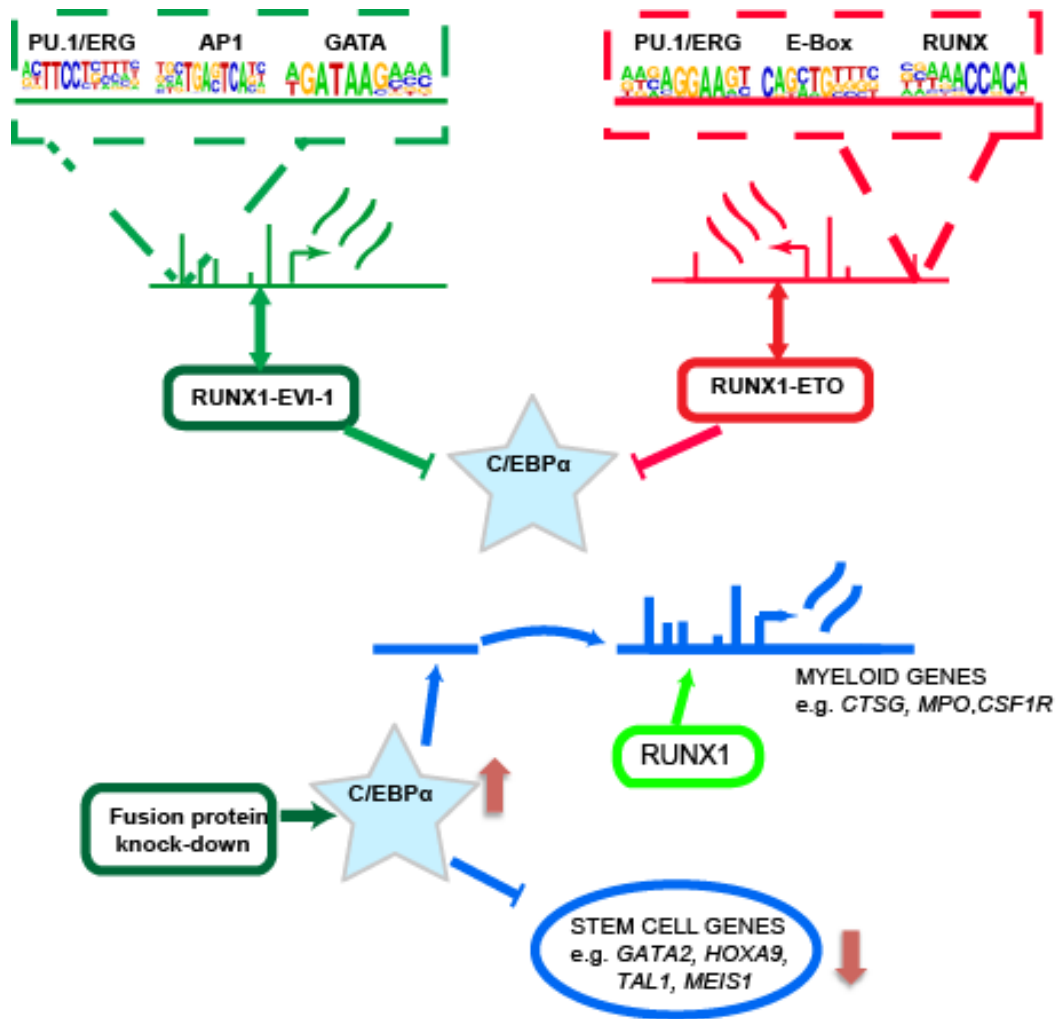 PU.1/ERG AP1 GATA
PU.1/ERG E-Box RUNX
RUNX1-EVI-1
RUNX1-ETO
C/EBPα
MYELOID GENES
e.g. CTSG, MPO,CSF1R
RUNX1
C/EBPα
Fusion protein
knock-down
STEM CELL GENES
e.g. GATA2, HOXA9,
TAL1, MEIS1